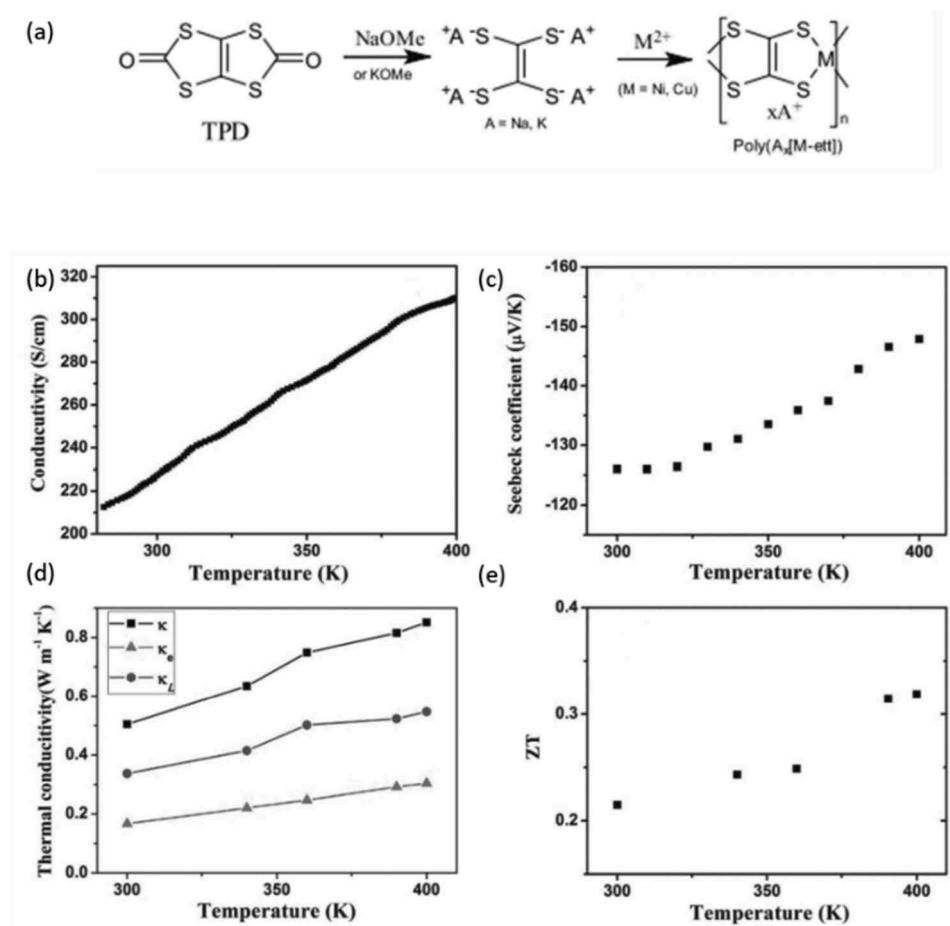 (a)
O S S S S O
TPD
NaOMe
or KOMe
⁺A ⁻S S⁻ A⁺
⁺A ⁻S S⁻ A⁺
A = Na, K
M²⁺
(M = Ni, Cu)
S S S S M
xA⁺
n
Poly(Aₓ[M-ett])
(b)
Conducutivity (S/cm)
320
300
280
260
240
220
200
300 350 400
Temperature (K)
(c)
Seebeck coefficient (μV/K)
-160
-150
-140
-130
-120
300 350 400
Temperature (K)
(d)
Thermal conducitivity(W m⁻¹ K⁻¹)
κ
κe
κL
0.8
0.6
0.4
0.2
0.0
300 350 400
Temperature (K)
(e)
ZT
0.4
0.3
0.2
300 350 400
Temperature (K)